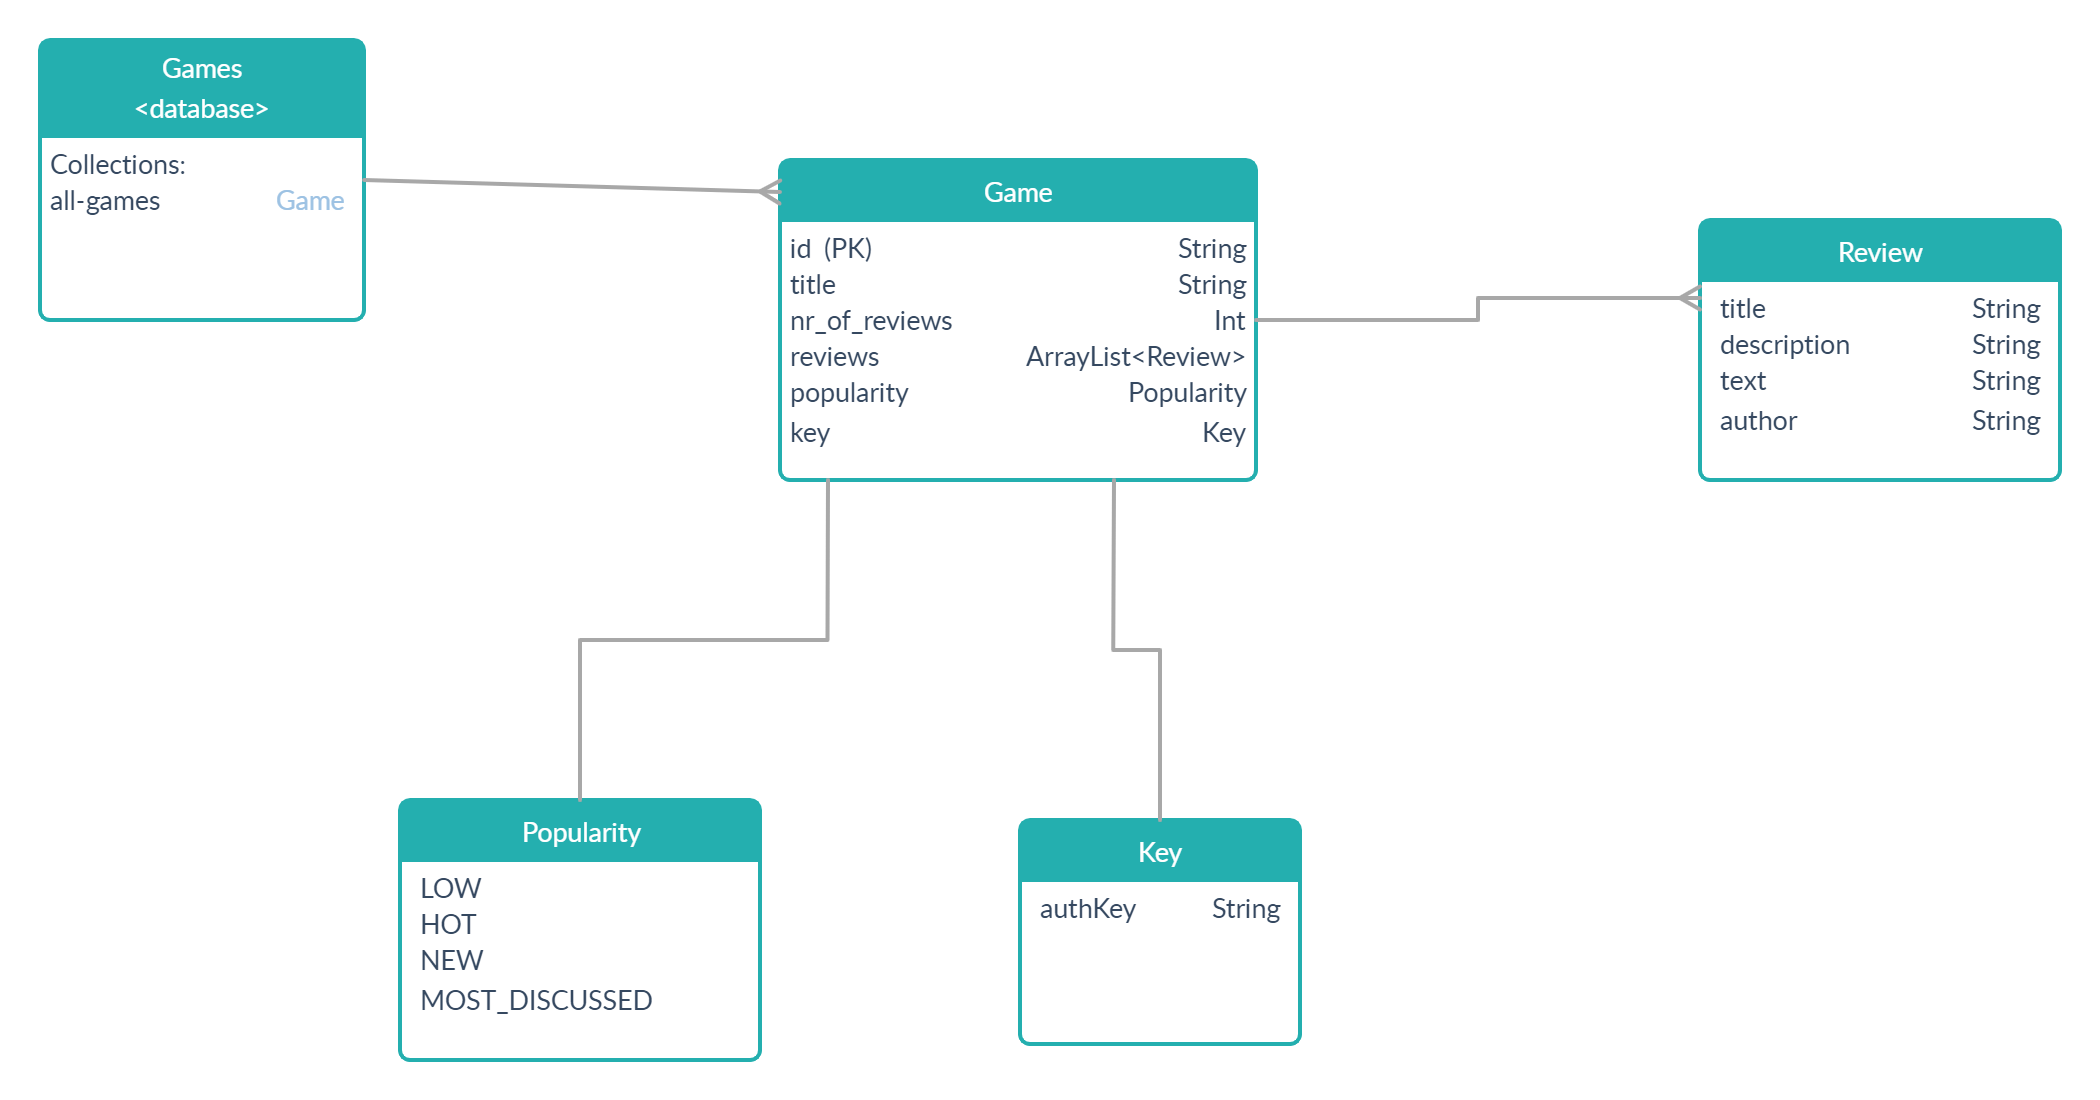 Games
<database>
Collections:
all-games Game
Game
id (PK) String
title String
nr_of_reviews Int
reviews ArrayList<Review>
popularity Popularity
key Key
Review
title String
description String
text String
author String
Popularity
LOW
HOT
NEW
MOST_DISCUSSED
Key
authKey String